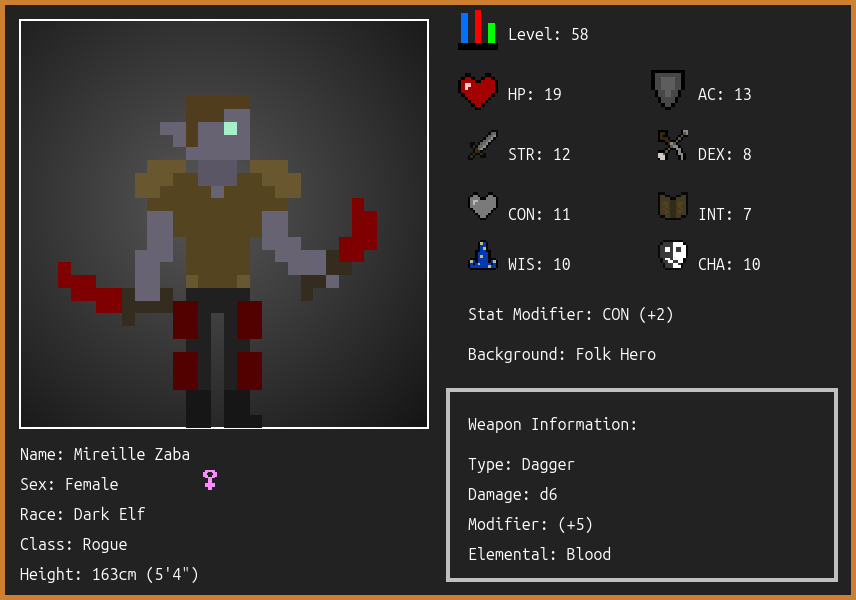 Level: 58
HP: 19
AC: 13
STR: 12
DEX: 8
CON: 11
INT: 7
WIS: 10
CHA: 10
Stat Modifier: CON (+2)
Background: Folk Hero
Weapon Information:
Type: Dagger
Damage: d6
Modifier: (+5)
Elemental: Blood
Name: Mireille Zaba
Sex: Female
Race: Dark Elf
Class: Rogue
Height: 163cm (5'4")